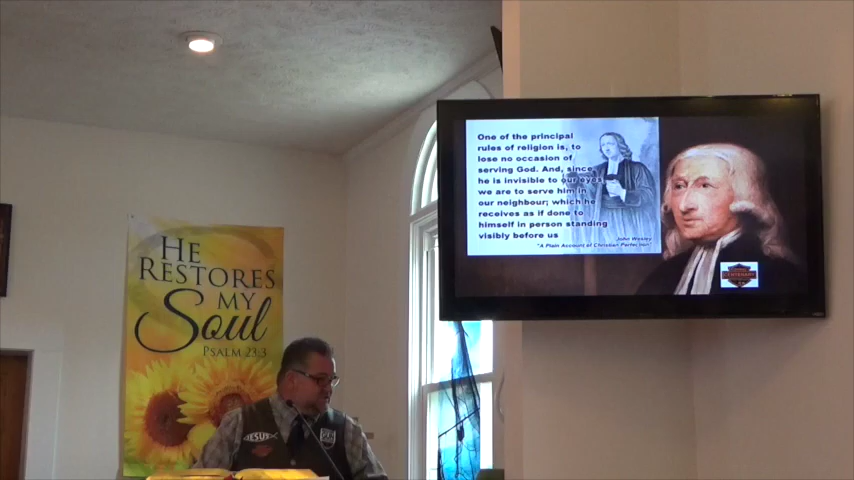 HE
RESTORES
MY
Soul
PSALM 23:3
One of the principal
rules of religion is, to
lose no occasion of
serving God. And, since
he is invisible to our eyes,
we are to serve him in
our neighbour; which he
receives as if done to
himself in person standing
visibly before us
John Wesley
"A Plain Account of Christian Perfection"
JESUS